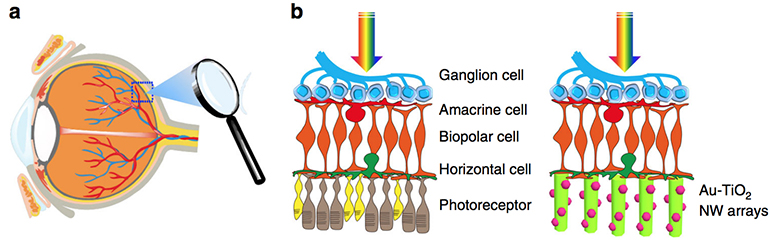 a
b
Ganglion cell
Amacrine cell
Biopolar cell
Horizontal cell
Photoreceptor
Au-TiO₂
NW arrays